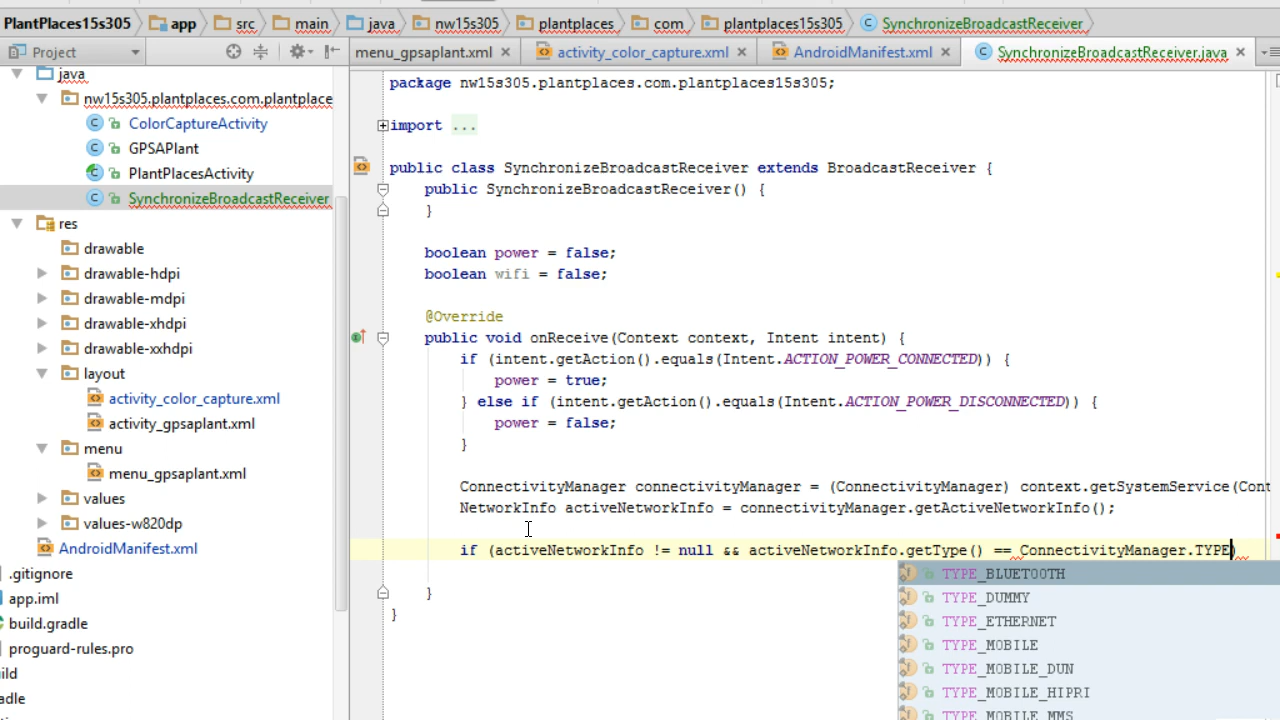 PlantPlaces15s305 app src main java nw15s305 plantplaces com plantplaces15s305 SynchronizeBroadcastReceiver
Project menu_gpsaplant.xml activity_color_capture.xml AndroidManifest.xml SynchronizeBroadcastReceiver.java
java
nw15s305.plantplaces.com.plantplace
ColorCaptureActivity
GPSAPlant
PlantPlacesActivity
SynchronizeBroadcastReceiver
res
drawable
drawable-hdpi
drawable-mdpi
drawable-xhdpi
drawable-xxhdpi
layout
activity_color_capture.xml
activity_gpsaplant.xml
menu
menu_gpsaplant.xml
values
values-w820dp
AndroidManifest.xml
.gitignore
app.iml
build.gradle
proguard-rules.pro
ild
adle
package nw15s305.plantplaces.com.plantplaces15s305;
import ...
public class SynchronizeBroadcastReceiver extends BroadcastReceiver {
public SynchronizeBroadcastReceiver() {
}
boolean power = false;
boolean wifi = false;
@Override
public void onReceive(Context context, Intent intent) {
if (intent.getAction().equals(Intent.ACTION_POWER_CONNECTED)) {
power = true;
} else if (intent.getAction().equals(Intent.ACTION_POWER_DISCONNECTED)) {
power = false;
}
ConnectivityManager connectivityManager = (ConnectivityManager) context.getSystemService(Cont
NetworkInfo activeNetworkInfo = connectivityManager.getActiveNetworkInfo();
if (activeNetworkInfo != null && activeNetworkInfo.getType() == ConnectivityManager.TYPE)
TYPE_BLUETOOTH
TYPE_DUMMY
TYPE_ETHERNET
TYPE_MOBILE
TYPE_MOBILE_DUN
TYPE_MOBILE_HIPRI
TYPE_MOBILE_MMS
}
}